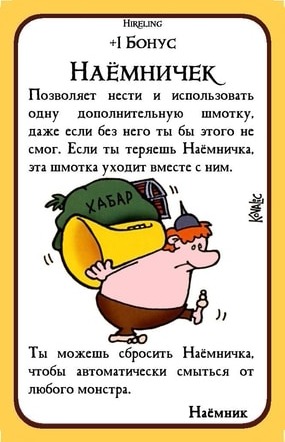 Hireling
+1 Бонус
Наёмничек
Позволяет нести и использовать
одну дополнительную шмотку,
даже если без него ты бы этого не
смог. Если ты теряешь Наёмничка,
эта шмотка уходит вместе с ним.
ХАБАР
Kovalic
Ты можешь сбросить Наёмничка,
чтобы автоматически смыться от
любого монстра.
Наёмник